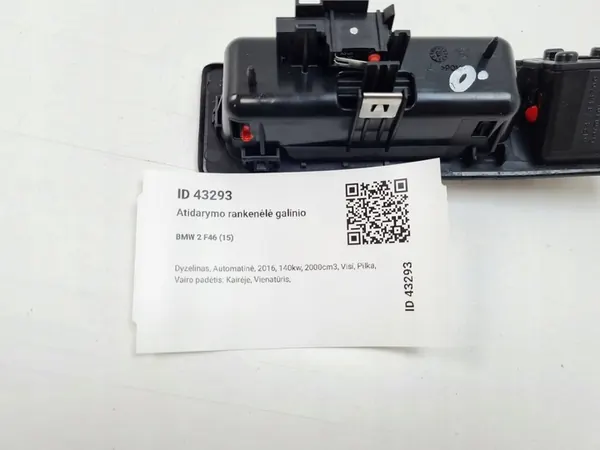 ID 43293
Atidarymo rankenėlė galinio
BMW 2 F46 (15)
Dyzelinas, Automatinė, 2016, 140kw, 2000cm3, Visi, Pilka,
Vairo padėtis: Kairėje, Vienatūris,
ID 43293